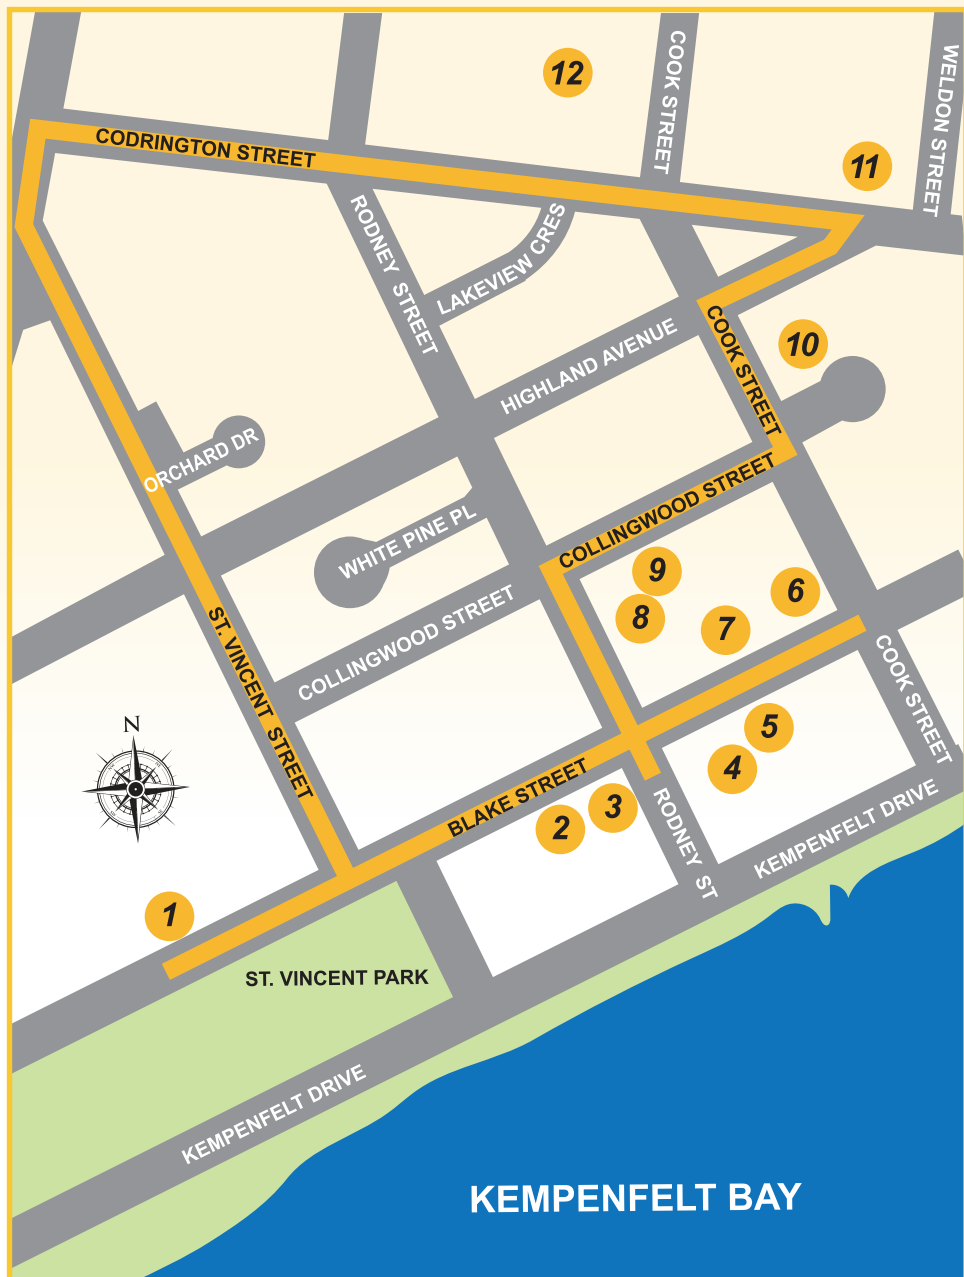 COOK STREET
WELDON STREET
12
CODRINGTON STREET
11
RODNEY STREET
LAKEVIEW CRES
HIGHLAND AVENUE
COOK STREET
10
ORCHARD DR
COLLINGWOOD STREET
WHITE PINE PL
9
8
7
6
COLLINGWOOD STREET
ST. VINCENT STREET
COOK STREET
N
5
4
BLAKE STREET
3
2
RODNEY ST
KEMPENFELT DRIVE
1
ST. VINCENT PARK
KEMPENFELT DRIVE
KEMPENFELT BAY